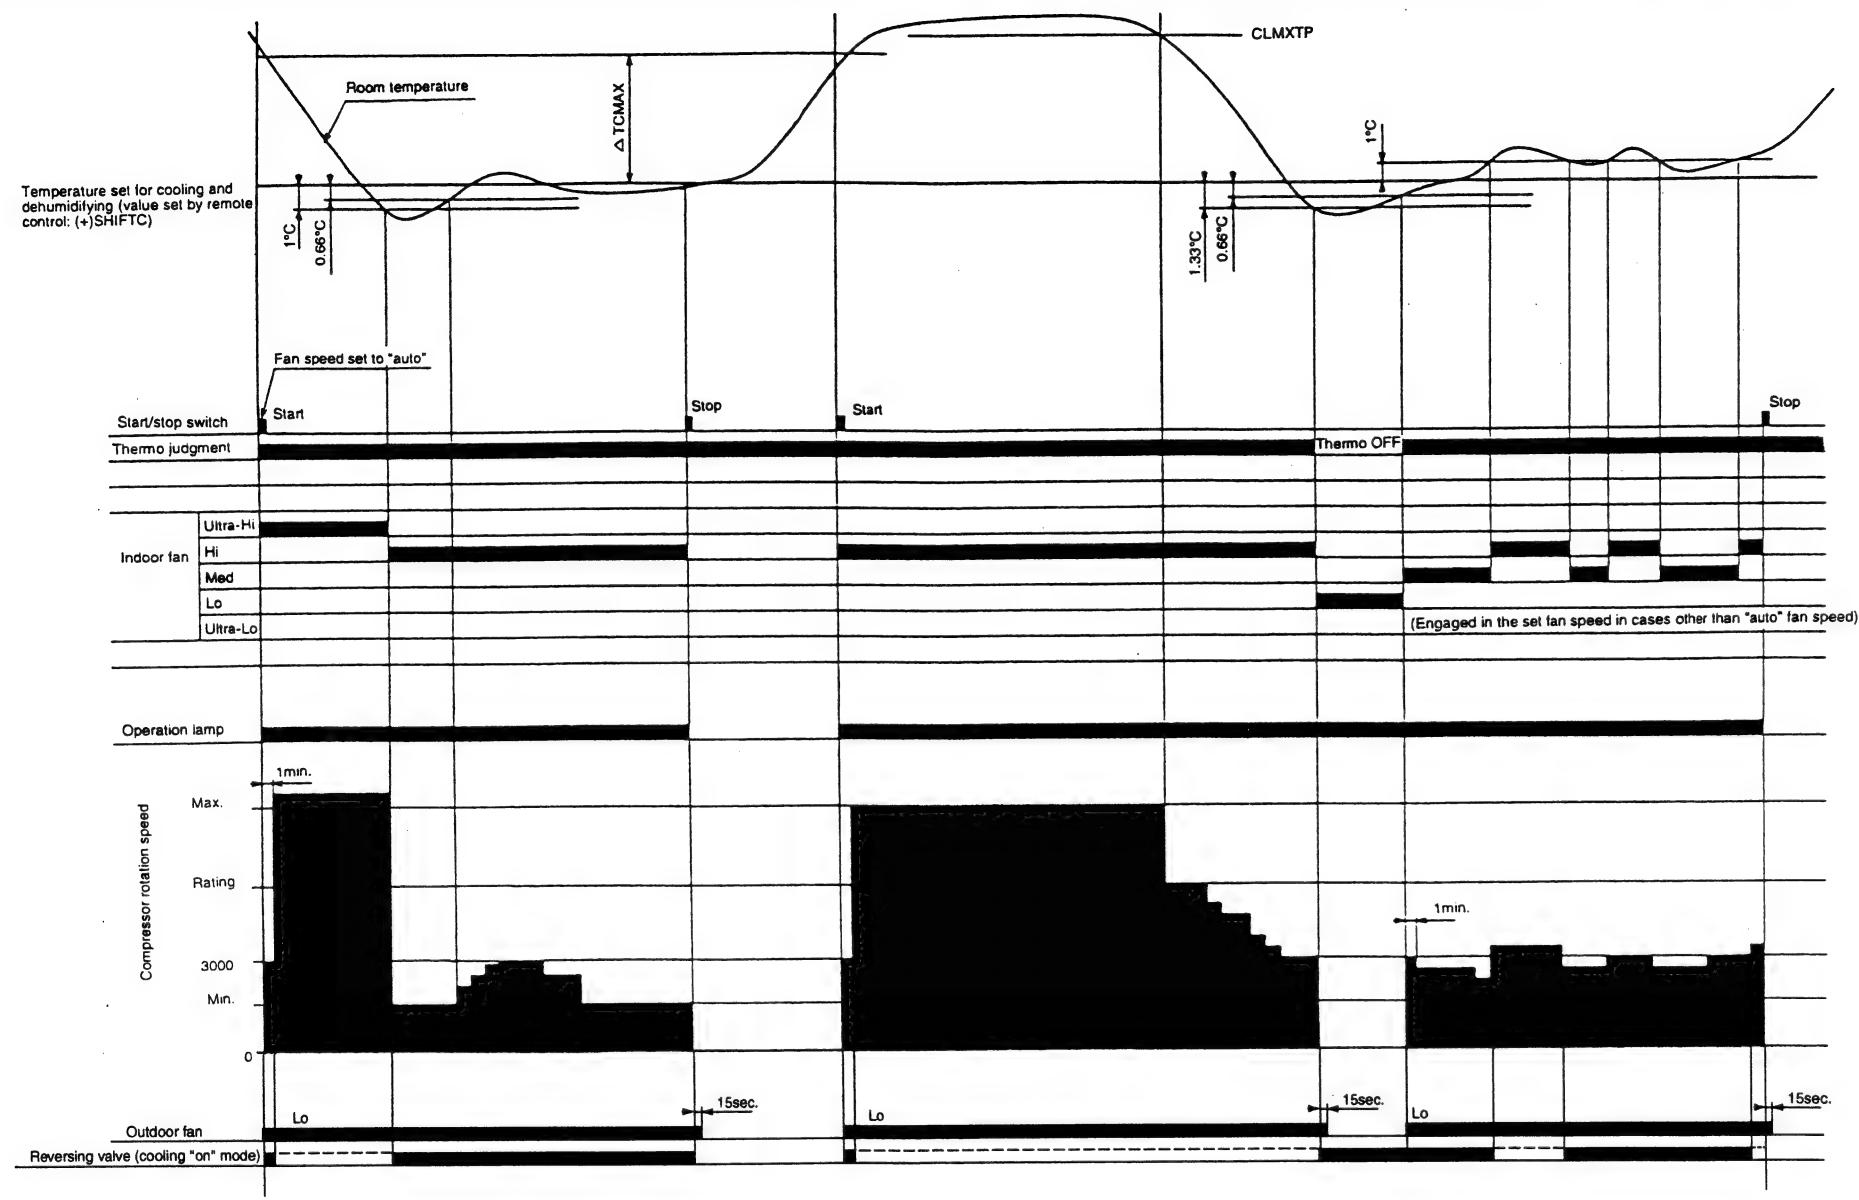 CLMXTP
Room temperature
△ TCMAX
1°C
Temperature set for cooling and
dehumidifying (value set by remote
control: (+)SHIFTC)
1°C
0.66°C
1.33°C
0.66°C
Fan speed set to "auto"
Start
Stop
Start
Stop
Start/stop switch
Thermo judgment
Thermo OFF
Indoor fan
Ultra-Hi
Hi
Med
Lo
Ultra-Lo
(Engaged in the set fan speed in cases other than "auto" fan speed)
Operation lamp
1min.
Compressor rotation speed
Max.
Rating
3000
Min.
0
1min.
15sec.
15sec.
15sec.
Lo
Lo
Lo
Outdoor fan
Reversing valve (cooling "on" mode)